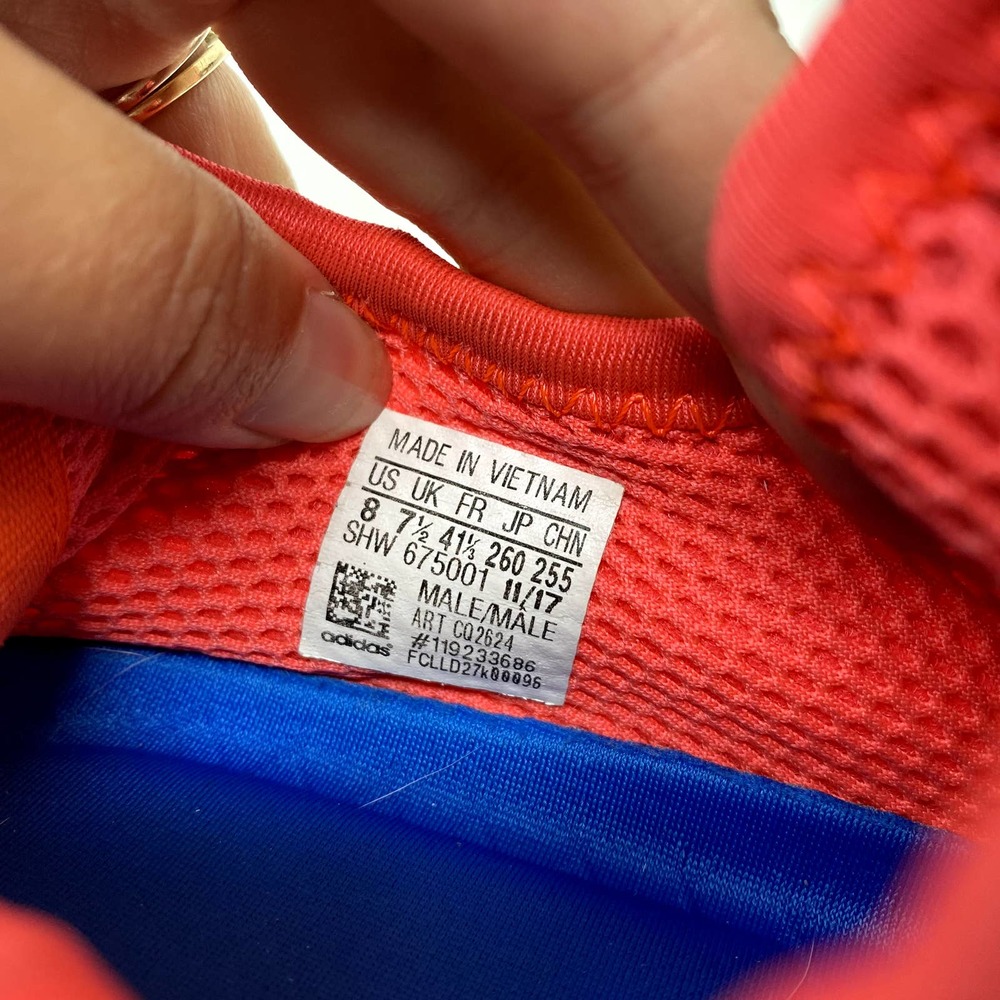 MADE IN VIETNAM
US UK FR JP CHN
8 7½ 41⅓ 260 255
SHW 675001 11/17
MALE/MÂLE
ART CQ2624
#119233686
FCLLD27k00096
adidas